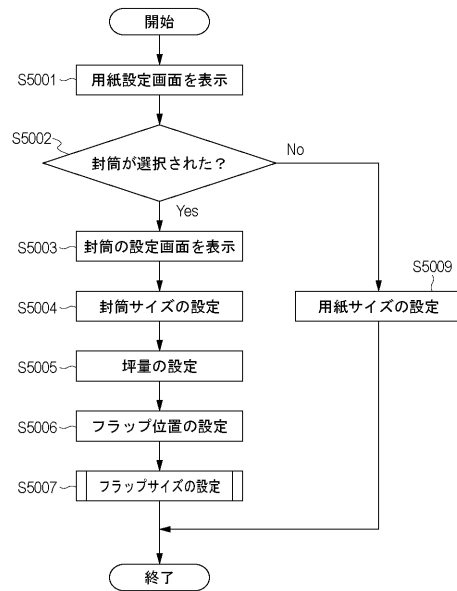 開始
S5001
用紙設定画面を表示
S5002
封筒が選択された？
No
Yes
S5003
封筒の設定画面を表示
S5009
S5004
封筒サイズの設定
用紙サイズの設定
S5005
坪量の設定
S5006
フラップ位置の設定
S5007
フラップサイズの設定
終了